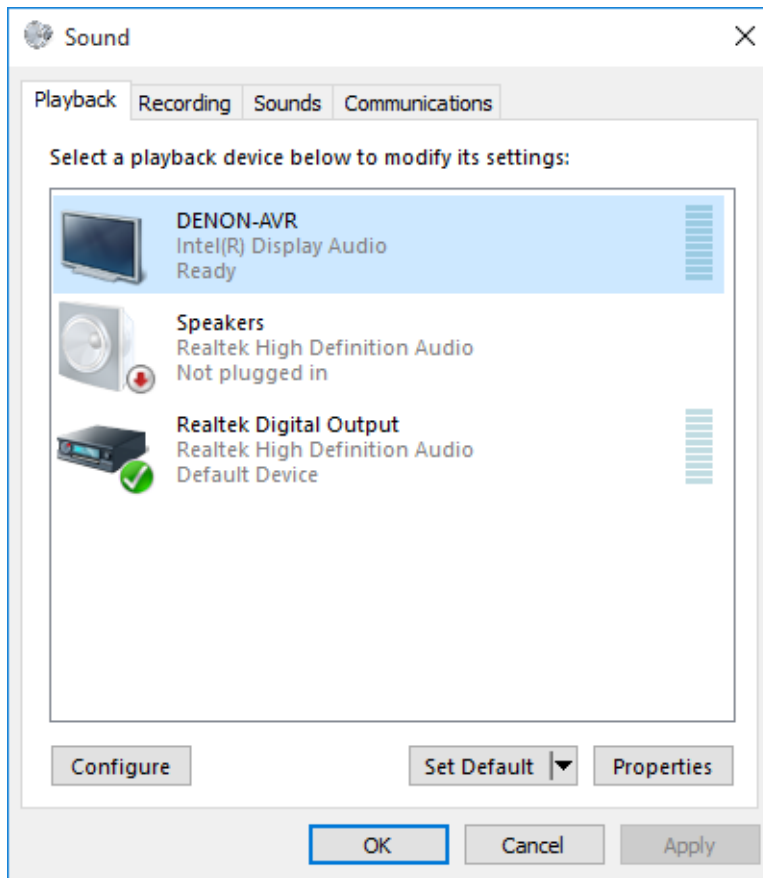 Sound
Playback Recording Sounds Communications
Select a playback device below to modify its settings:
DENON-AVR
Intel(R) Display Audio
Ready
Speakers
Realtek High Definition Audio
Not plugged in
Realtek Digital Output
Realtek High Definition Audio
Default Device
Configure Set Default Properties
OK Cancel Apply